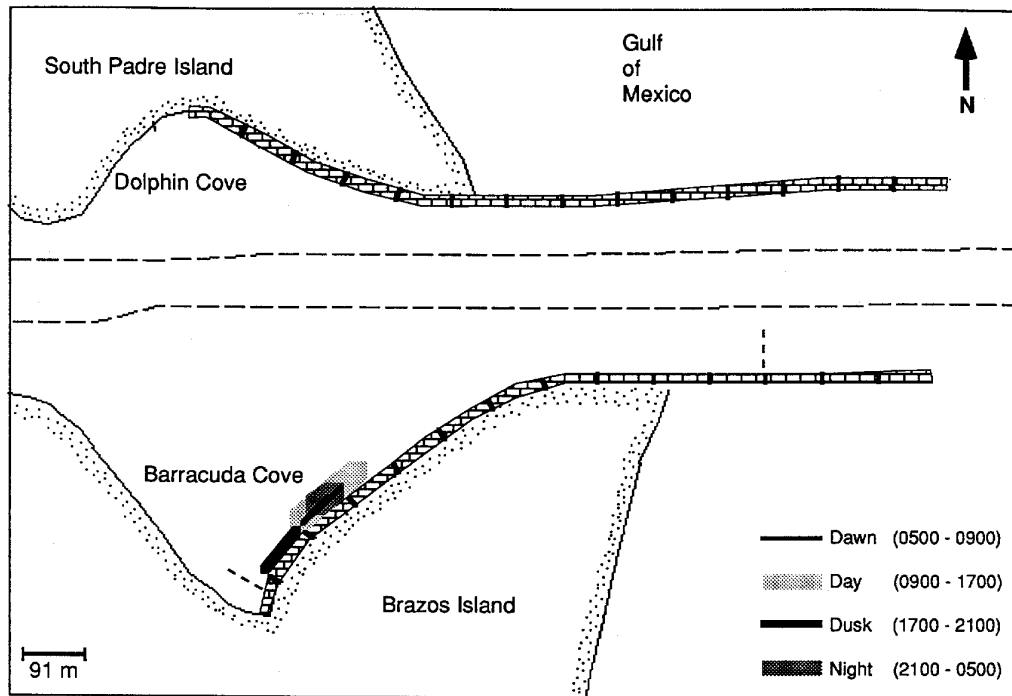 South Padre Island
Gulf
of
Mexico
N
Dolphin Cove
Barracuda Cove
Brazos Island
Dawn (0500 - 0900)
Day (0900 - 1700)
Dusk (1700 - 2100)
Night (2100 - 0500)
91 m